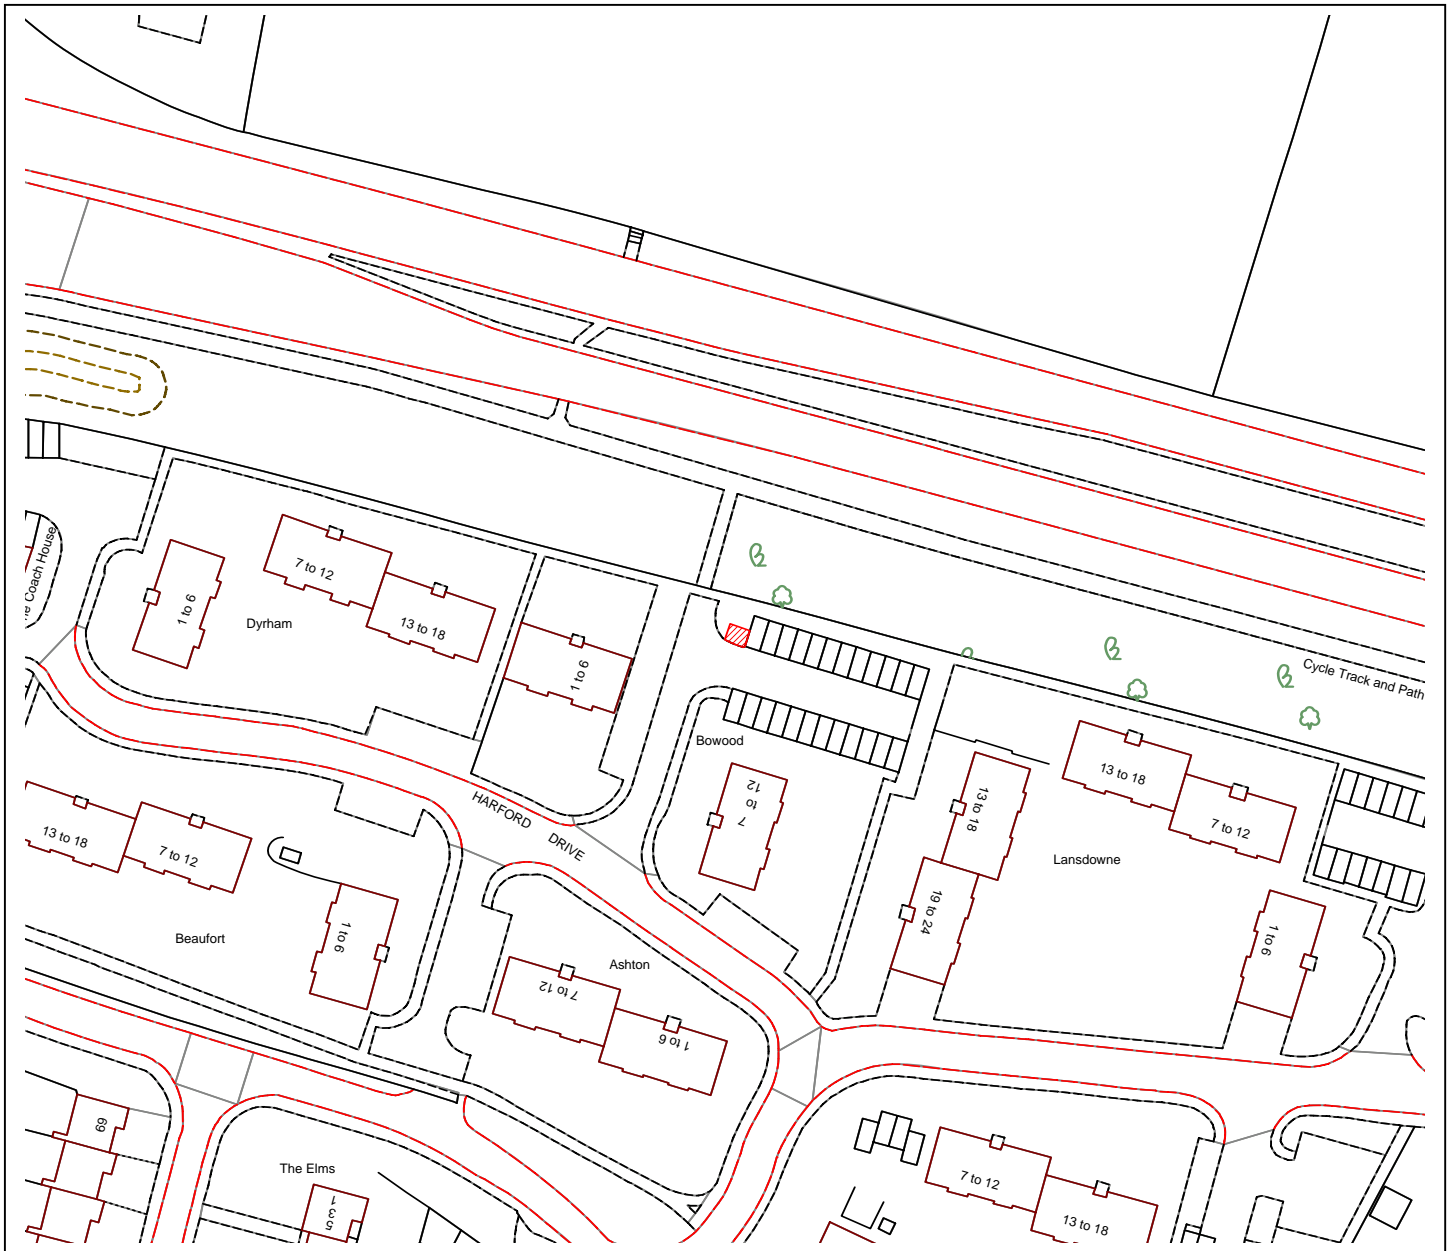 Coach House
1 to 6
7 to 12
13 to 18
Dyrham
1 to 6
Cycle Track and Path
Bowood
7 to 12
HARFORD DRIVE
13 to 18
7 to 12
13 to 18
7 to 12
13 to 18
19 to 24
Lansdowne
1 to 6
1 to 6
Beaufort
Ashton
7 to 12
1 to 6
69
The Elms
1 3 5
7 to 12
13 to 18